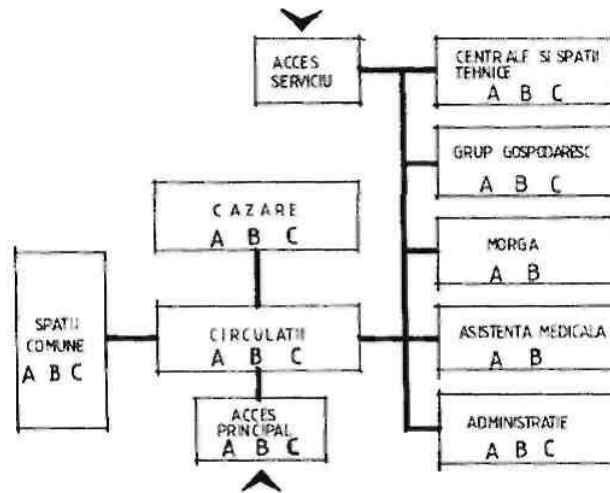 ACCES
SERVICIU
CENTRALE SI SPATII
TEHNICE
A B C
GRUP GOSPODARESC
A B C
CAZARE
A B C
MORGA
A B
SPATII
COMUNE
A B C
CIRCULATII
A B C
ASISTENTA MEDICALA
A B
ACCES
PRINCIPAL
A B C
ADMINISTRATIE
A B C